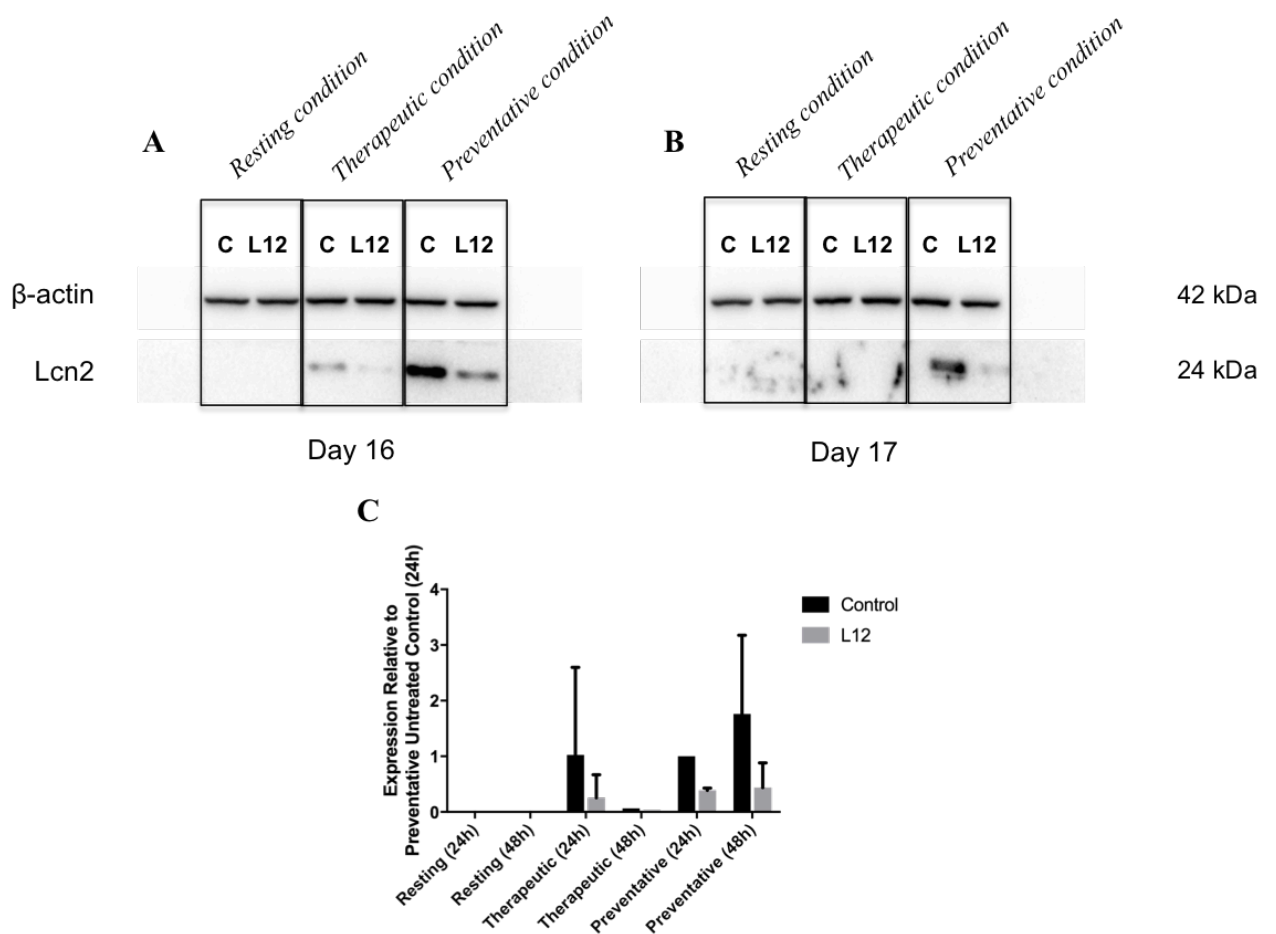 A
Resting condition
Therapeutic condition
Preventative condition
B
Resting condition
Therapeutic condition
Preventative condition
C L12 C L12 C L12
C L12 C L12 C L12
β-actin
42 kDa
Lcn2
24 kDa
Day 16
Day 17
C
Expression Relative to
Preventative Untreated Control (24h)
4
3
2
1
0
Control
L12
Resting (24h)
Resting (48h)
Therapeutic (24h)
Therapeutic (48h)
Preventative (24h)
Preventative (48h)